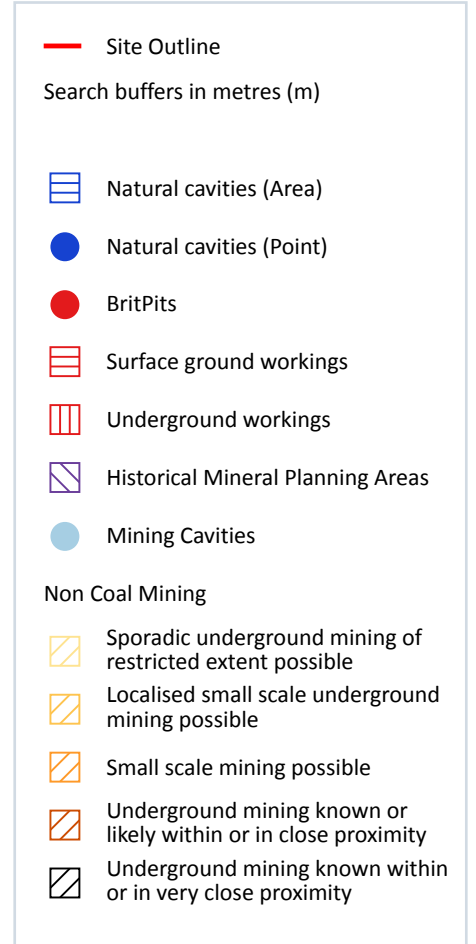 Site Outline
Search buffers in metres (m)
Natural cavities (Area)
Natural cavities (Point)
BritPits
Surface ground workings
Underground workings
Historical Mineral Planning Areas
Mining Cavities
Non Coal Mining
Sporadic underground mining of
restricted extent possible
Localised small scale underground
mining possible
Small scale mining possible
Underground mining known or
likely within or in close proximity
Underground mining known within
or in very close proximity